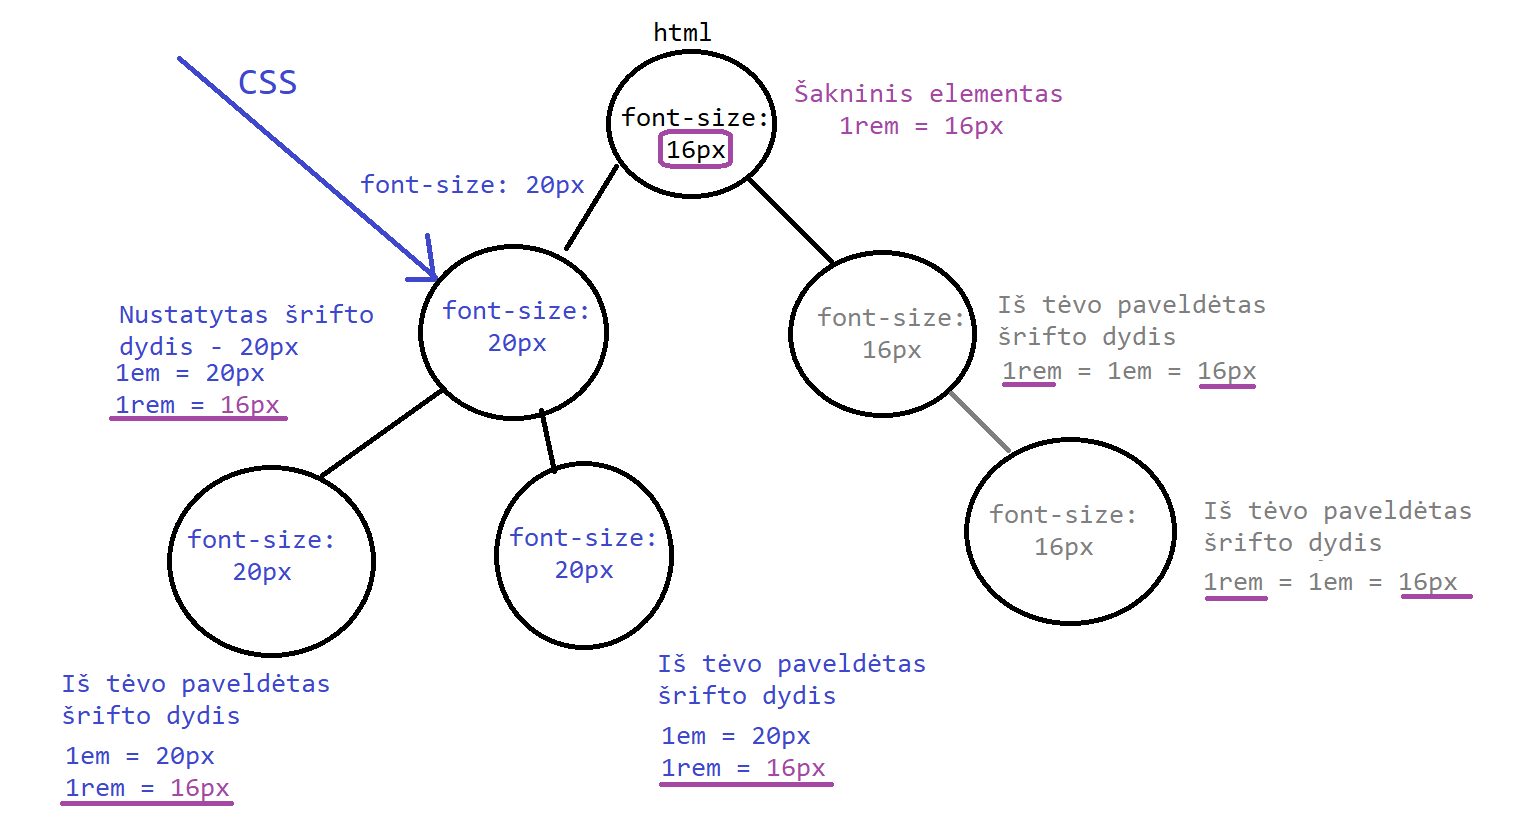 html
CSS
font-size:
16px
Šakninis elementas
1rem = 16px
font-size: 20px
font-size:
20px
Nustatytas šrifto
dydis - 20px
1em = 20px
1rem = 16px
font-size:
16px
Iš tėvo paveldėtas
šrifto dydis
1rem = 1em = 16px
font-size:
20px
font-size:
20px
font-size:
16px
Iš tėvo paveldėtas
šrifto dydis
1rem = 1em = 16px
Iš tėvo paveldėtas
šrifto dydis
1em = 20px
1rem = 16px
Iš tėvo paveldėtas
šrifto dydis
1em = 20px
1rem = 16px